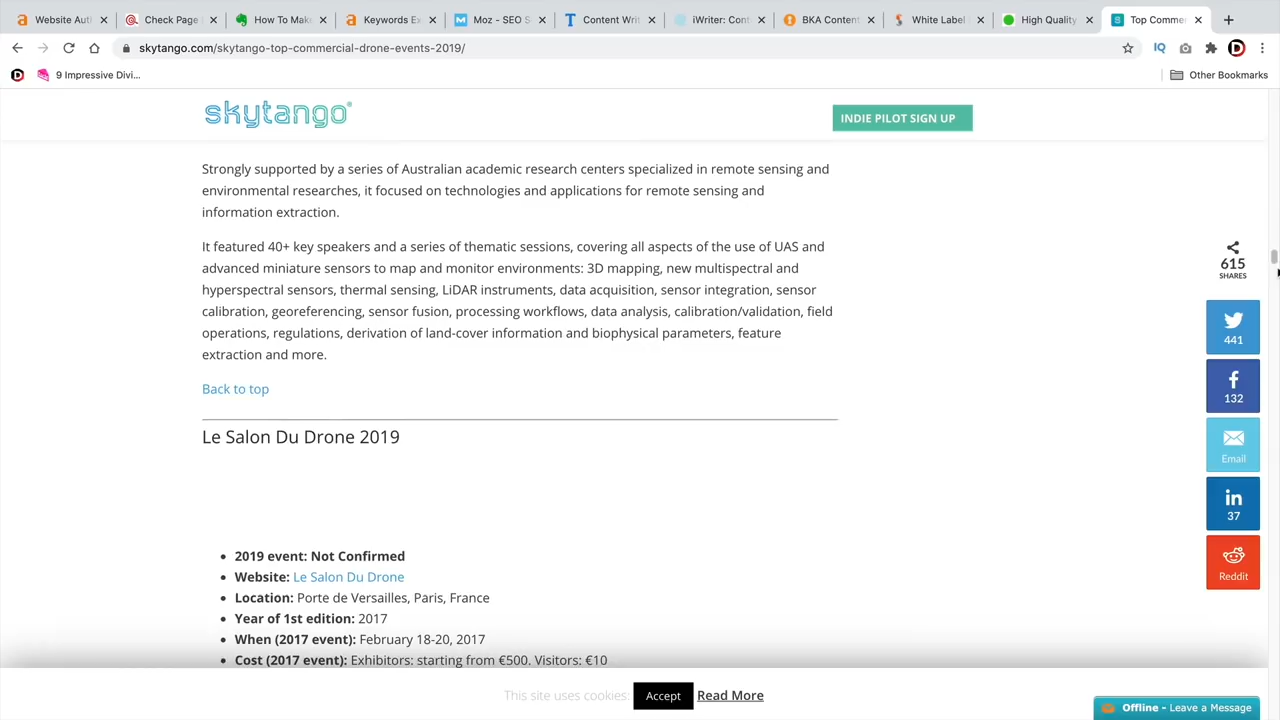 Website Auth
Check Page
How To Make
Keywords Ex
Moz - SEO S
Content Writ
iWriter: Cont
BKA Content
White Label
High Quality
Top Comme
skytango.com/skytango-top-commercial-drone-events-2019/
IQ
9 Impressive Divi...
Other Bookmarks
skytango®
INDIE PILOT SIGN UP
Strongly supported by a series of Australian academic research centers specialized in remote sensing and
environmental researches, it focused on technologies and applications for remote sensing and
information extraction.
It featured 40+ key speakers and a series of thematic sessions, covering all aspects of the use of UAS and
advanced miniature sensors to map and monitor environments: 3D mapping, new multispectral and
hyperspectral sensors, thermal sensing, LiDAR instruments, data acquisition, sensor integration, sensor
calibration, georeferencing, sensor fusion, processing workflows, data analysis, calibration/validation, field
operations, regulations, derivation of land-cover information and biophysical parameters, feature
extraction and more.
Back to top
Le Salon Du Drone 2019
• 2019 event: Not Confirmed
• Website: Le Salon Du Drone
• Location: Porte de Versailles, Paris, France
• Year of 1st edition: 2017
• When (2017 event): February 18-20, 2017
• Cost (2017 event): Exhibitors: starting from €500. Visitors: €10
615
SHARES
441
132
Email
in
37
Reddit
This site uses cookies: Accept Read More
Offline - Leave a Message